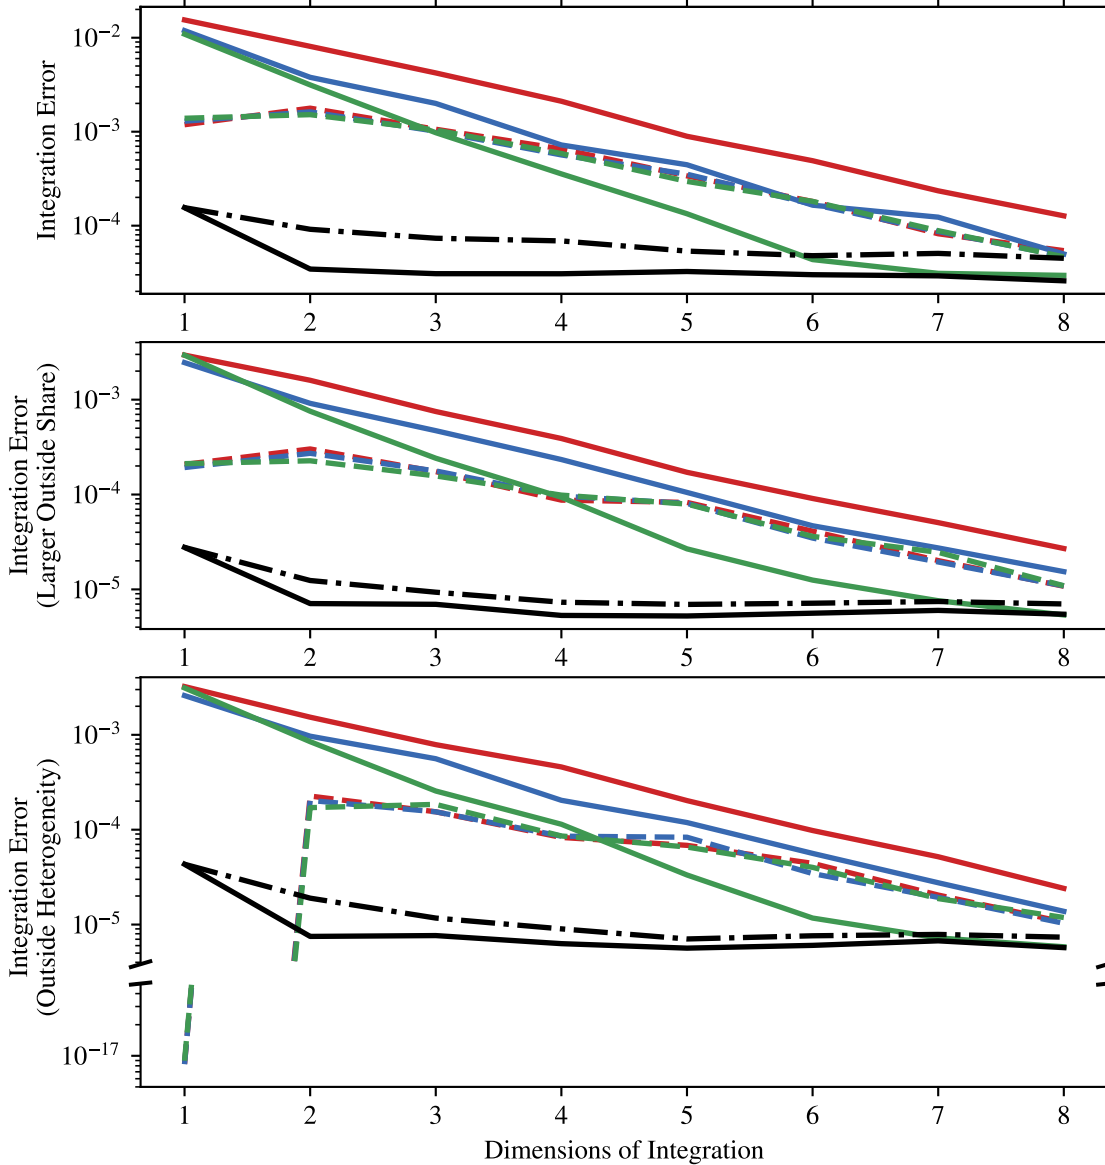 Integration Error
10^{-2}
10^{-3}
10^{-4}
1 2 3 4 5 6 7 8
Integration Error
(Larger Outside Share)
10^{-3}
10^{-4}
10^{-5}
1 2 3 4 5 6 7 8
Integration Error
(Outside Heterogeneity)
10^{-3}
10^{-4}
10^{-5}
10^{-17}
1 2 3 4 5 6 7 8
Dimensions of Integration